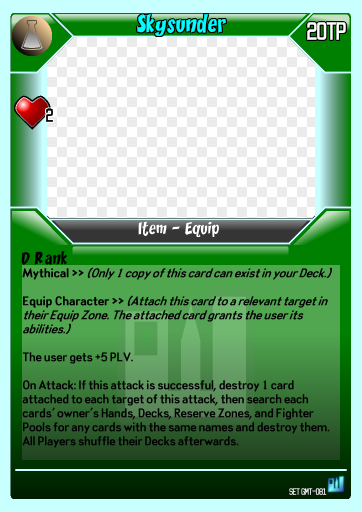 Skysunder
20TP
2
Item - Equip
D Rank
Mythical >> (Only 1 copy of this card can exist in your Deck.)
Equip Character >> (Attach this card to a relevant target in
their Equip Zone. The attached card grants the user its
abilities.)
The user gets +5 PLV.
On Attack: If this attack is successful, destroy 1 card
attached to each target of this attack, then search each
cards' owner's Hands, Decks, Reserve Zones, and Fighter
Pools for any cards with the same names and destroy them.
All Players shuffle their Decks afterwards.
SET GMT-081